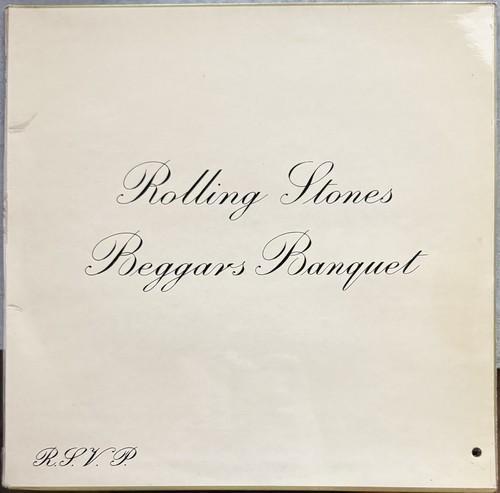 Rolling Stones
Beggars Banquet
R.S.V.P.